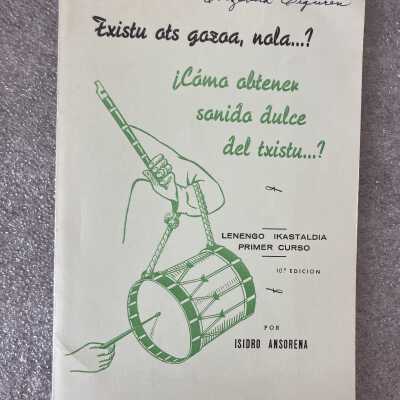 Txistu ots gozoa, nola...?
¡Cómo obtener
sonido dulce
del txistu...?
LENENGO IKASTALDIA
PRIMER CURSO
10ª EDICION
POR
ISIDRO ANSORENA